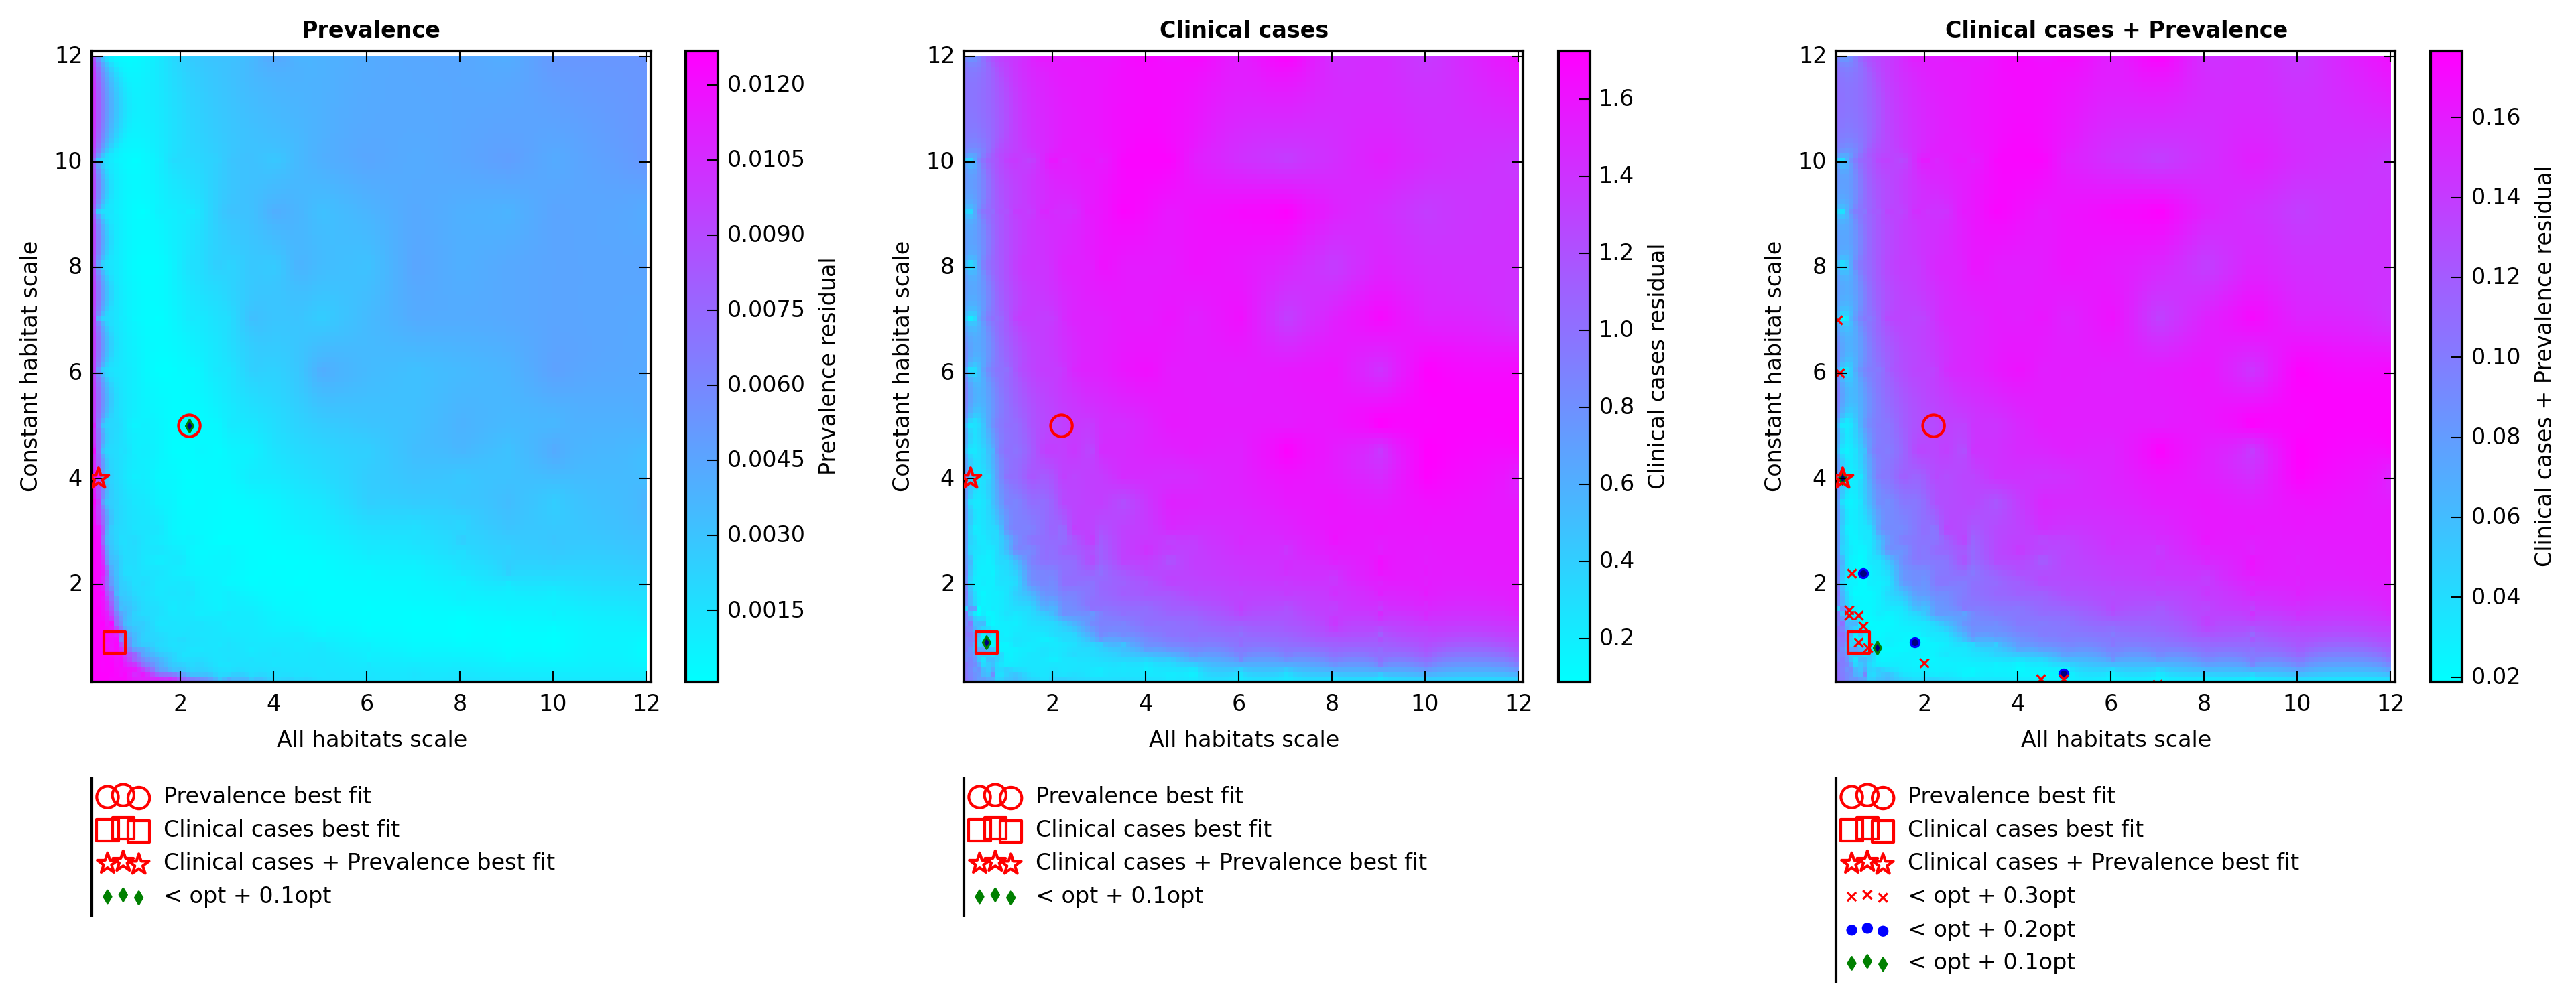 Prevalence
12
10
8
6
4
2
2 4 6 8 10 12
Constant habitat scale
All habitats scale
0.0120
0.0105
0.0090
0.0075
0.0060
0.0045
0.0030
0.0015
Prevalence residual
Prevalence best fit
Clinical cases best fit
Clinical cases + Prevalence best fit
< opt + 0.1opt
Clinical cases
12
10
8
6
4
2
2 4 6 8 10 12
Constant habitat scale
All habitats scale
1.6
1.4
1.2
1.0
0.8
0.6
0.4
0.2
Clinical cases residual
Prevalence best fit
Clinical cases best fit
Clinical cases + Prevalence best fit
< opt + 0.1opt
Clinical cases + Prevalence
12
10
8
6
4
2
2 4 6 8 10 12
Constant habitat scale
All habitats scale
0.16
0.14
0.12
0.10
0.08
0.06
0.04
0.02
Clinical cases + Prevalence residual
Prevalence best fit
Clinical cases best fit
Clinical cases + Prevalence best fit
< opt + 0.3opt
< opt + 0.2opt
< opt + 0.1opt